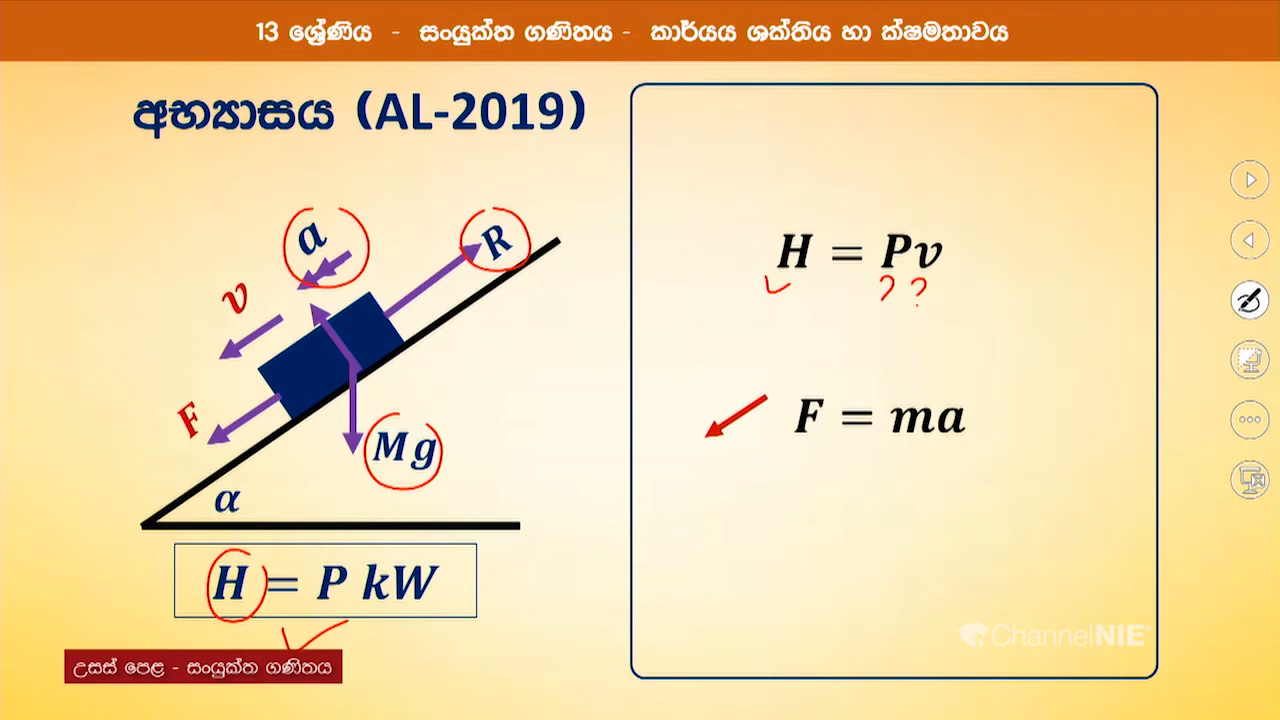 13 ශ්‍රේණිය - සංයුක්ත ගණිතය - කාර්යය ශක්තිය හා ක්ෂමතාවය
අභ්‍යාසය (AL-2019)
a
R
v
F
Mg
α
H = P kW
H = Pv
? ?
F = ma
ChannelNIE
උසස් පෙළ - සංයුක්ත ගණිතය